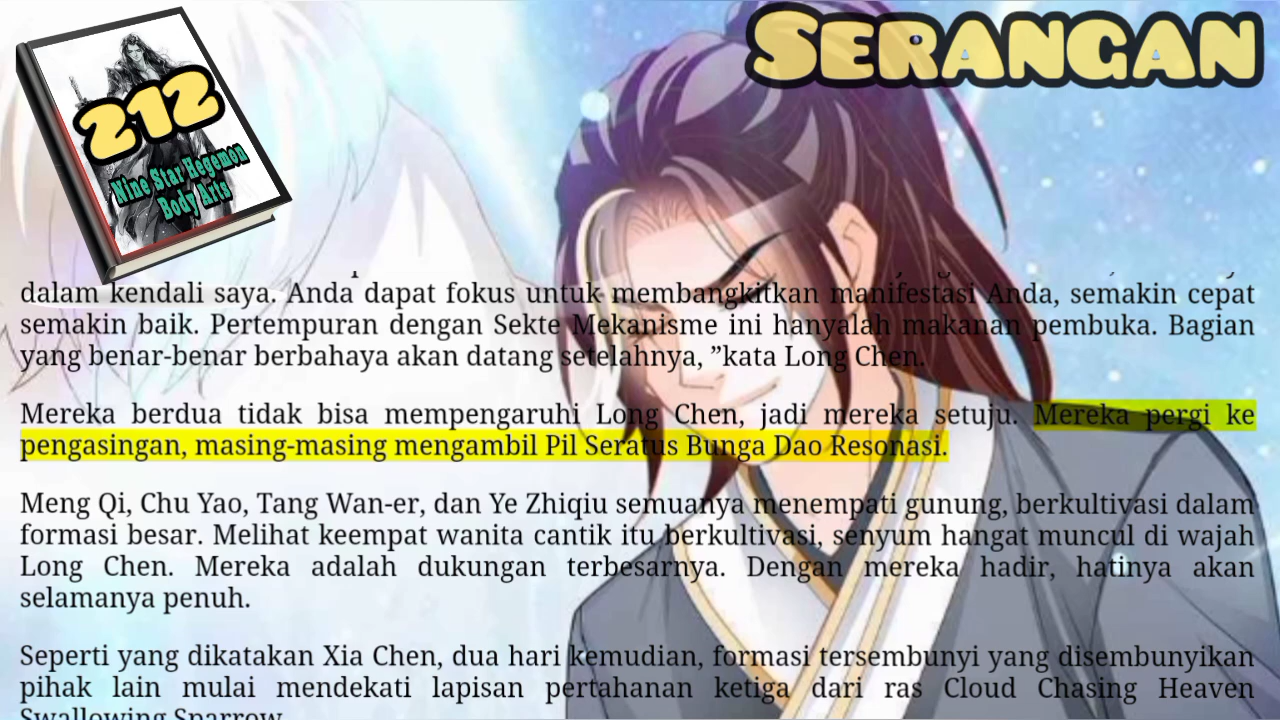 SERANGAN
212
Nine Star Hegemon
Body Arts
dalam kendali saya. Anda dapat fokus untuk membangkitkan manifestasi Anda, semakin cepat
semakin baik. Pertempuran dengan Sekte Mekanisme ini hanyalah makanan pembuka. Bagian
yang benar-benar berbahaya akan datang setelahnya, ”kata Long Chen.
Mereka berdua tidak bisa mempengaruhi Long Chen, jadi mereka setuju. Mereka pergi ke
pengasingan, masing-masing mengambil Pil Seratus Bunga Dao Resonasi.
Meng Qi, Chu Yao, Tang Wan-er, dan Ye Zhiqiu semuanya menempati gunung, berkultivasi dalam
formasi besar. Melihat keempat wanita cantik itu berkultivasi, senyum hangat muncul di wajah
Long Chen. Mereka adalah dukungan terbesarnya. Dengan mereka hadir, hatinya akan
selamanya penuh.
Seperti yang dikatakan Xia Chen, dua hari kemudian, formasi tersembunyi yang disembunyikan
pihak lain mulai mendekati lapisan pertahanan ketiga dari ras Cloud Chasing Heaven
Swallowing Sparrow.